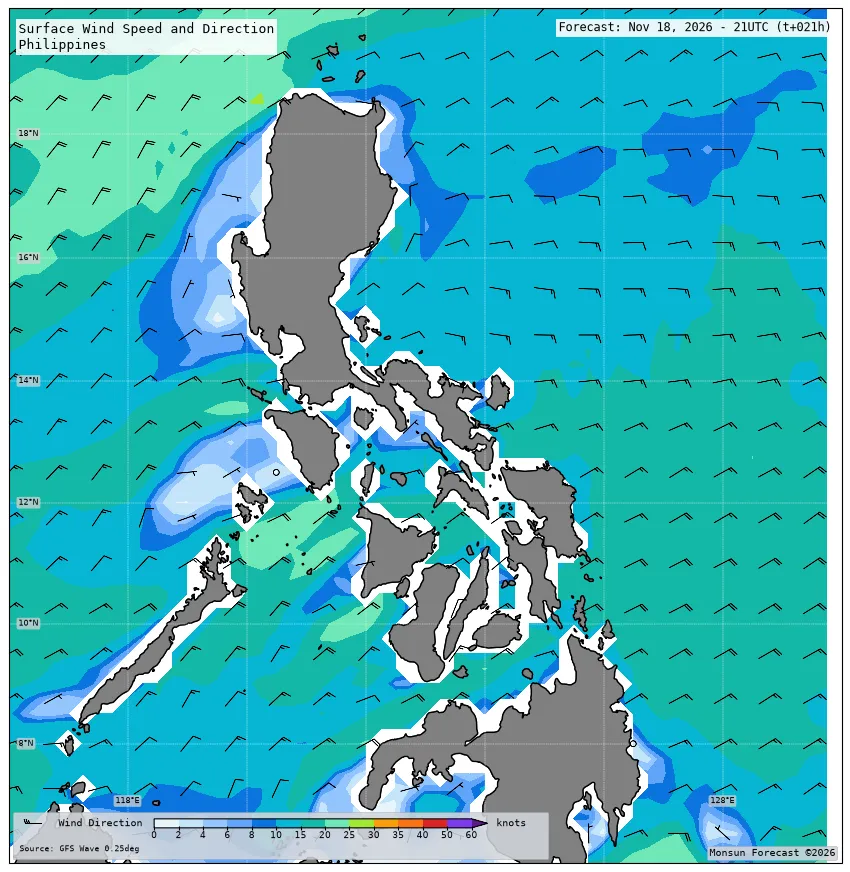 Surface Wind Speed and Direction
Philippines
Forecast: Nov 18, 2026 - 21UTC (t+021h)
18°N
16°N
14°N
12°N
10°N
8°N
118°E
128°E
Wind Direction
0 2 4 6 8 10 15 20 25 30 35 40 50 60
knots
Source: GFS Wave 0.25deg
Monsun Forecast ©2026